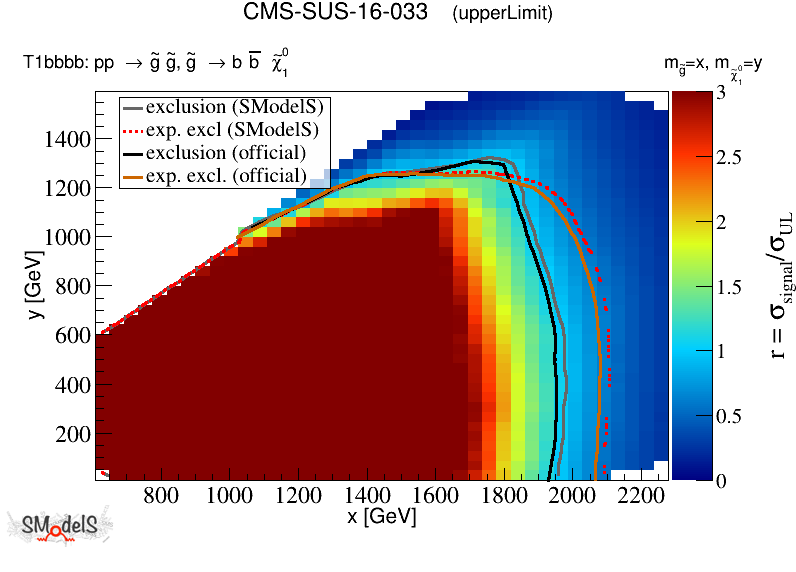 CMS-SUS-16-033 (upperLimit)
T1bbbb: pp → g̃ g̃, g̃ → b b̅ χ̃₁⁰
m_g̃=x, m_χ̃₁⁰=y
exclusion (SModelS)
exp. excl (SModelS)
exclusion (official)
exp. excl. (official)
1400
1200
1000
800
600
400
200
y [GeV]
800 1000 1200 1400 1600 1800 2000 2200
x [GeV]
3
2.5
2
1.5
1
0.5
0
r = σ_signal/σ_UL
SModelS